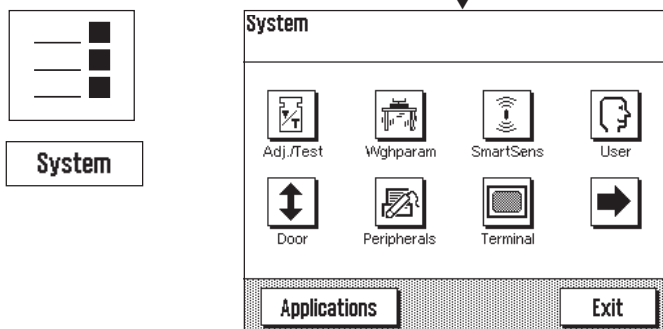 System
System
Adj./Test Wghparam SmartSens User
Door Peripherals Terminal
Applications Exit